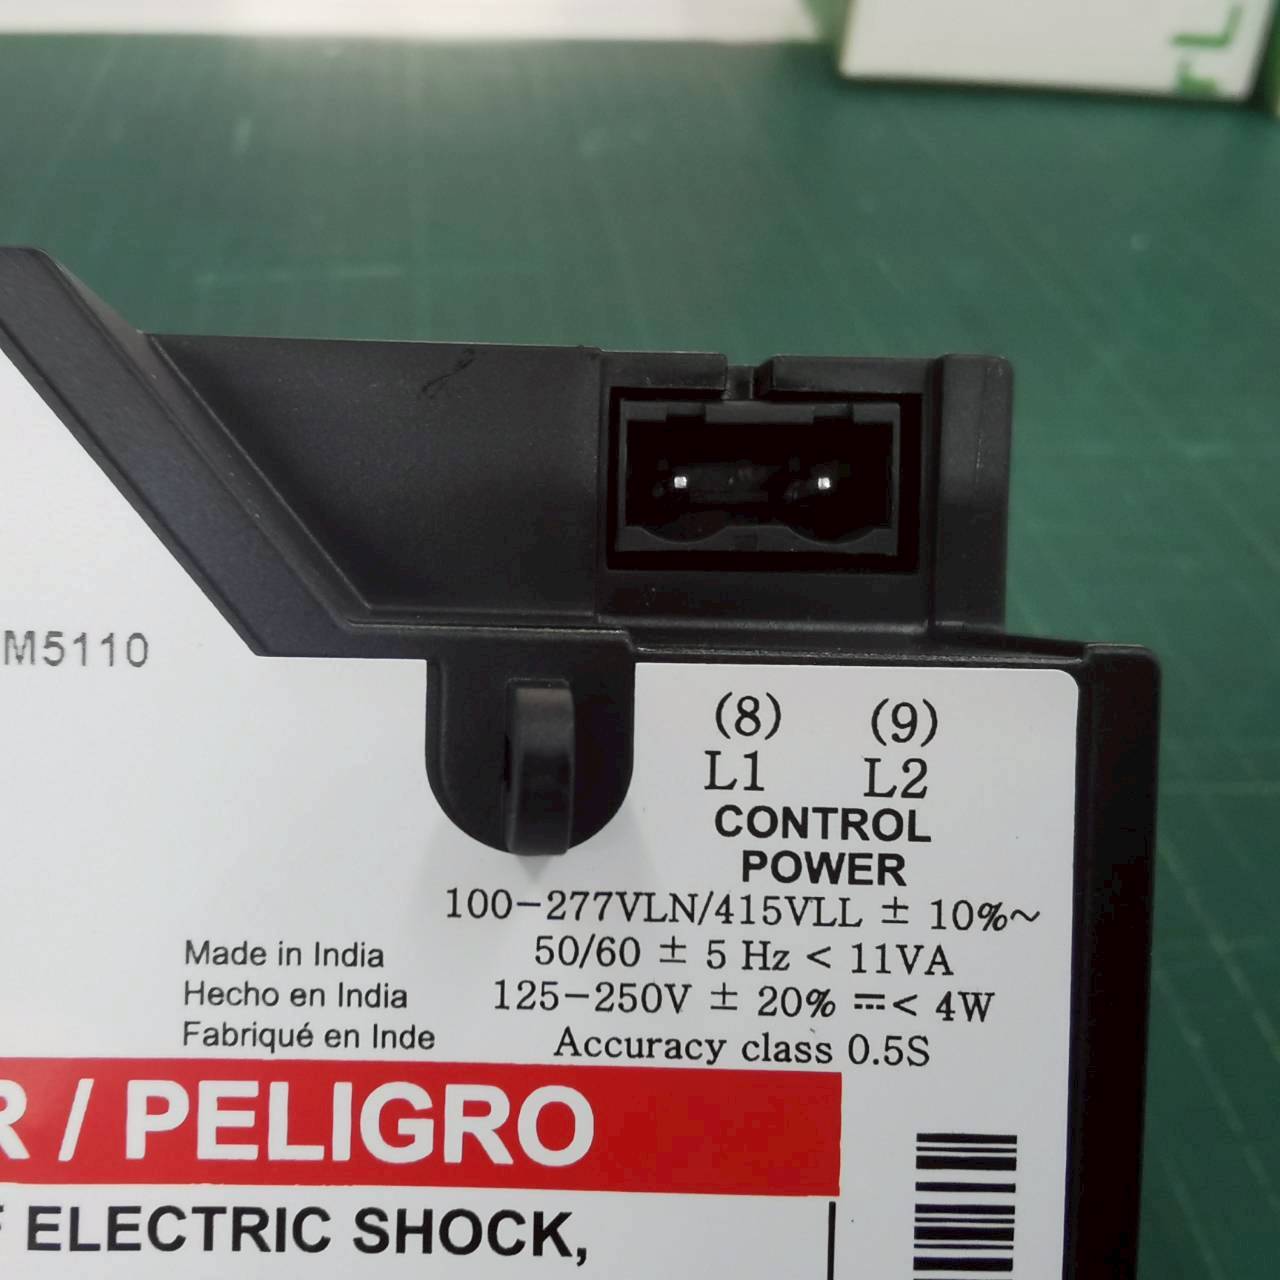 M5110
(8) (9)
L1 L2
CONTROL
POWER
100-277VLN/415VLL ± 10%~
50/60 ± 5 Hz < 11VA
125-250V ± 20% ⎓< 4W
Accuracy class 0.5S
Made in India
Hecho en India
Fabriqué en Inde
R / PELIGRO
ELECTRIC SHOCK,